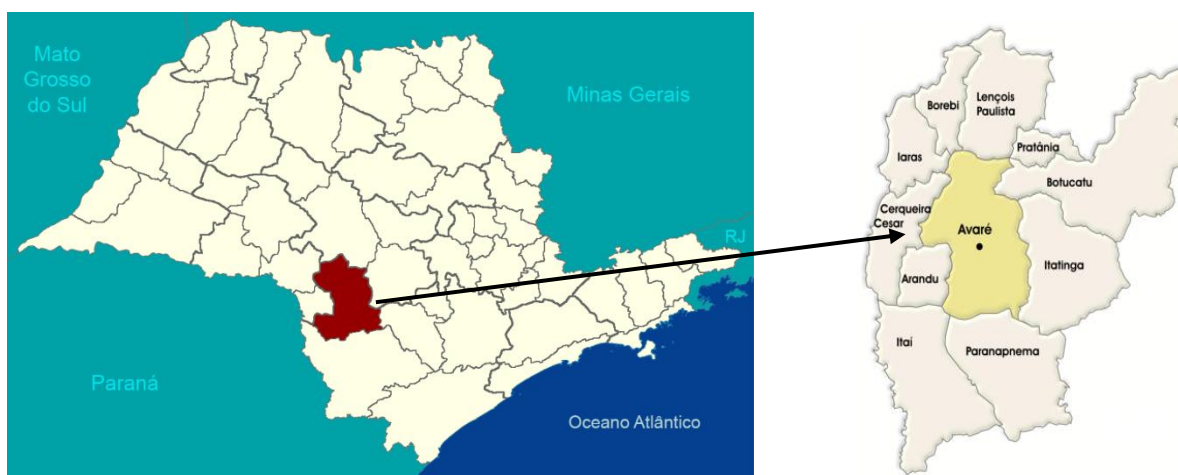 Mato
Grosso
do Sul
Minas Gerais
RJ
Paraná
Oceano Atlântico
Borebi
Lençois
Paulista
Iaras
Pratânia
Botucatu
Cerqueira
Cesar
Avaré
Itatinga
Arandu
Itaí
Paranapnema